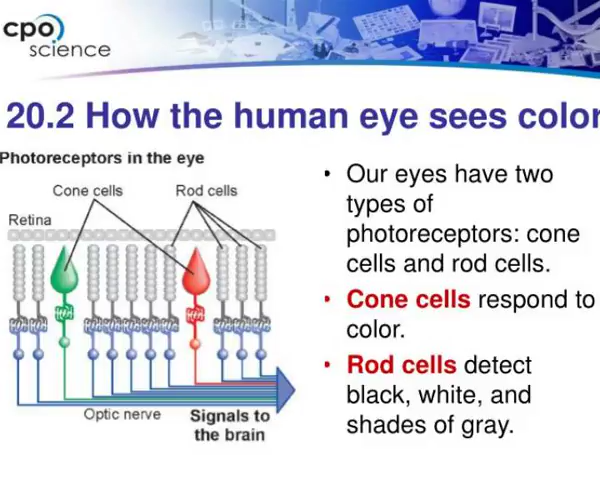 cpo
science
20.2 How the human eye sees color
Photoreceptors in the eye
Cone cells
Rod cells
Retina
Optic nerve
Signals to
the brain
• Our eyes have two
types of
photoreceptors: cone
cells and rod cells.
• Cone cells respond to
color.
• Rod cells detect
black, white, and
shades of gray.